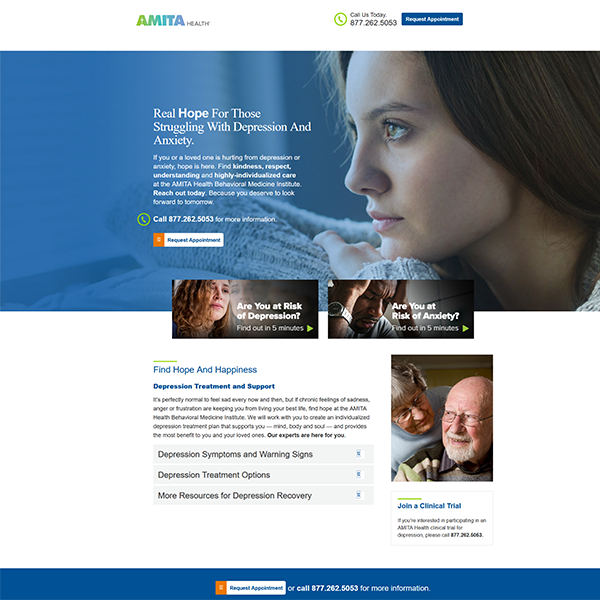 AMITA HEALTH
Call Us Today.
877.262.5053
Request Appointment
Real Hope For Those
Struggling With Depression And
Anxiety.
If you or a loved one is hurting from depression or
anxiety, hope is here. Find kindness, respect,
understanding and highly-individualized care
at the AMITA Health Behavioral Medicine Institute.
Reach out today. Because you deserve to look
forward to tomorrow.
Call 877.262.5053 for more information.
Request Appointment
Are You at Risk
of Depression?
Find out in 5 minutes
Are You at
Risk of Anxiety?
Find out in 5 minutes
Find Hope And Happiness
Depression Treatment and Support
It's perfectly normal to feel sad every now and then, but if chronic feelings of sadness,
anger or frustration are keeping you from living your best life, find hope at the AMITA
Health Behavioral Medicine Institute. We will work with you to create an individualized
depression treatment plan that supports you — mind, body and soul — and provides
the most benefit to you and your loved ones. Our experts are here for you.
Depression Symptoms and Warning Signs
Depression Treatment Options
More Resources for Depression Recovery
Join a Clinical Trial
If you're interested in participating in an
AMITA Health clinical trial for
depression, please call 877.262.5053.
Request Appointment or call 877.262.5053 for more information.